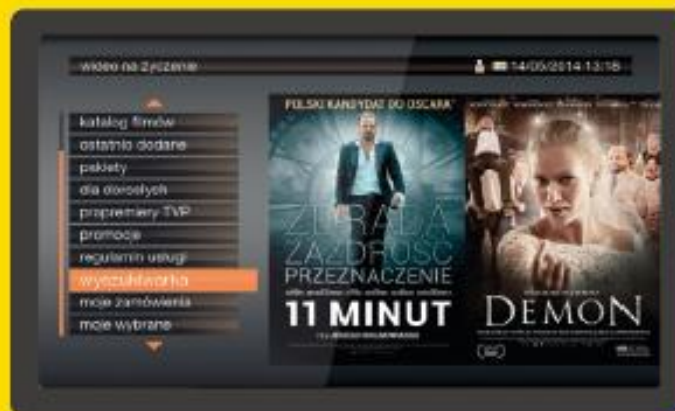 wideo na życzenie
14/05/2014 13:18
katalog filmów
ostatnio dodane
pakiety
dla dorosłych
prapremiery TVP
promocje
regulamin usługi
wyszukiwarka
moje zamówienia
moje wybrane
POLSKI KANDYDAT DO OSCARA
ZDRADA
ZAZDROŚĆ
PRZEZNACZENIE
11 MINUT
DEMON